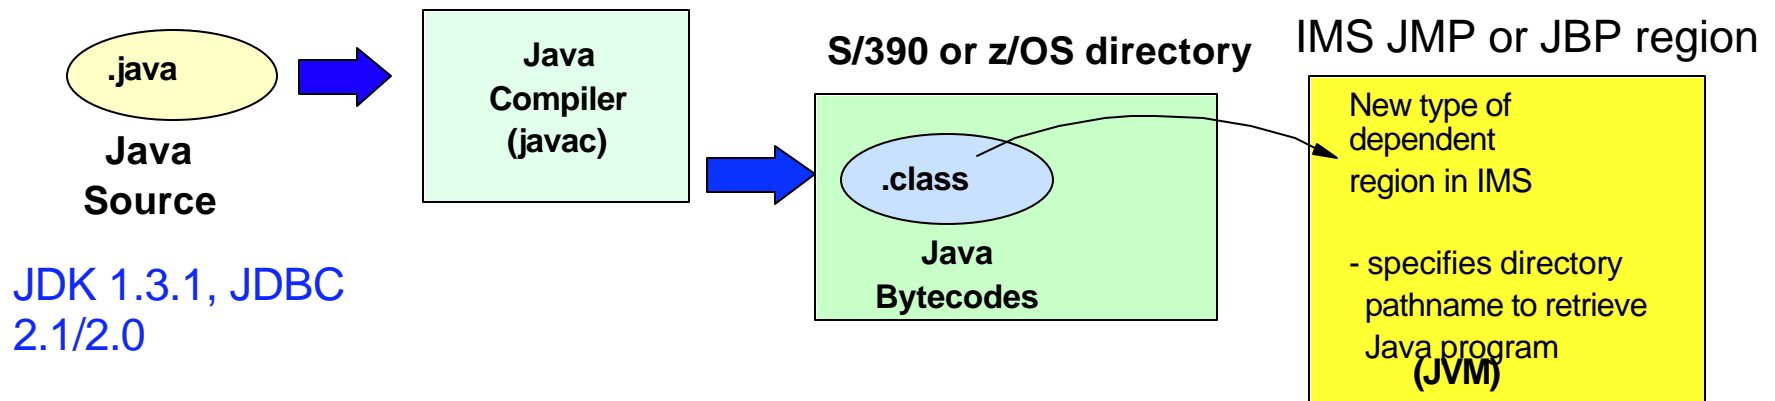 .java
Java
Source
JDK 1.3.1, JDBC
2.1/2.0
Java
Compiler
(javac)
S/390 or z/OS directory
.class
Java
Bytecodes
IMS JMP or JBP region
New type of
dependent
region in IMS
- specifies directory
pathname to retrieve
Java program
(JVM)